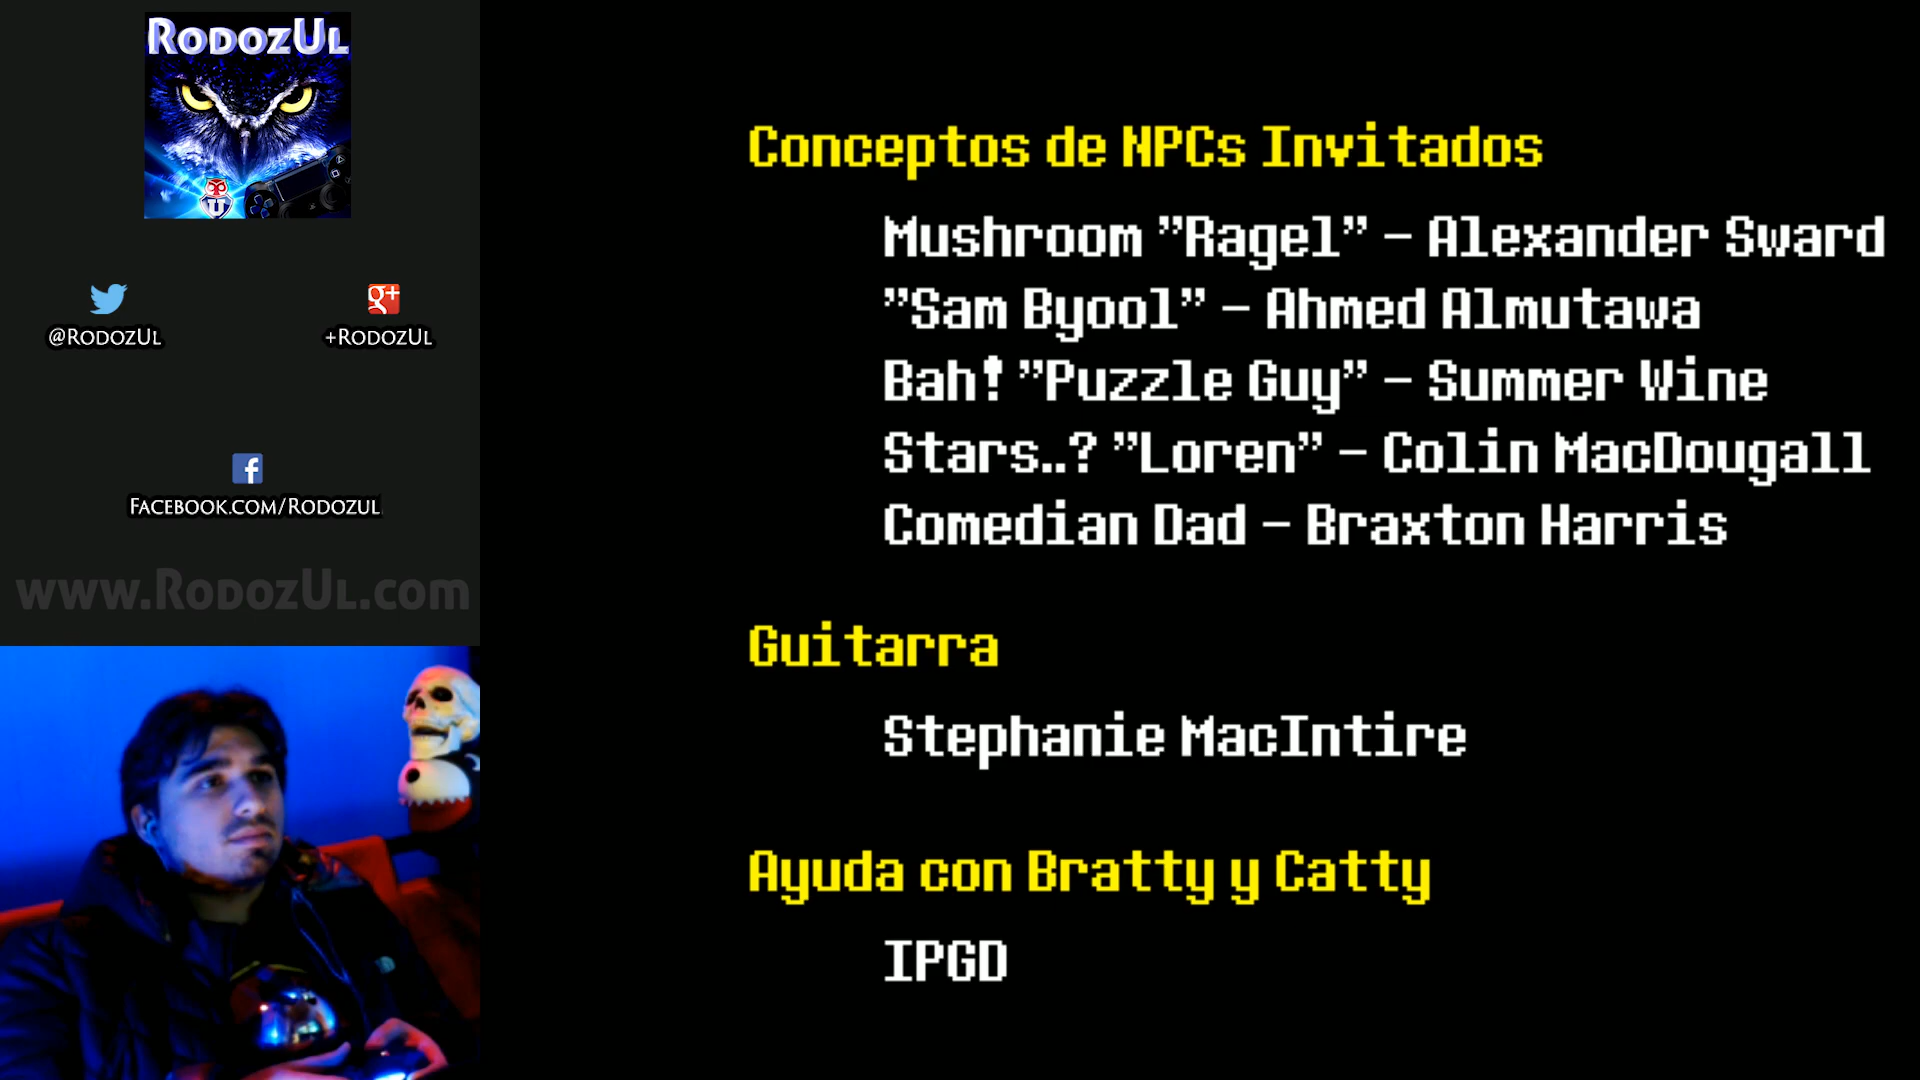 RodozUl
U
@RodozUl
+RodozUl
Facebook.com/Rodozul
www.RodozUl.com
Conceptos de NPCs Invitados
Mushroom "Ragel" - Alexander Sward
"Sam Byool" - Ahmed Almutawa
Bah! "Puzzle Guy" - Summer Wine
Stars..? "Loren" - Colin MacDougall
Comedian Dad - Braxton Harris
Guitarra
Stephanie MacIntire
Ayuda con Bratty y Catty
IPGD